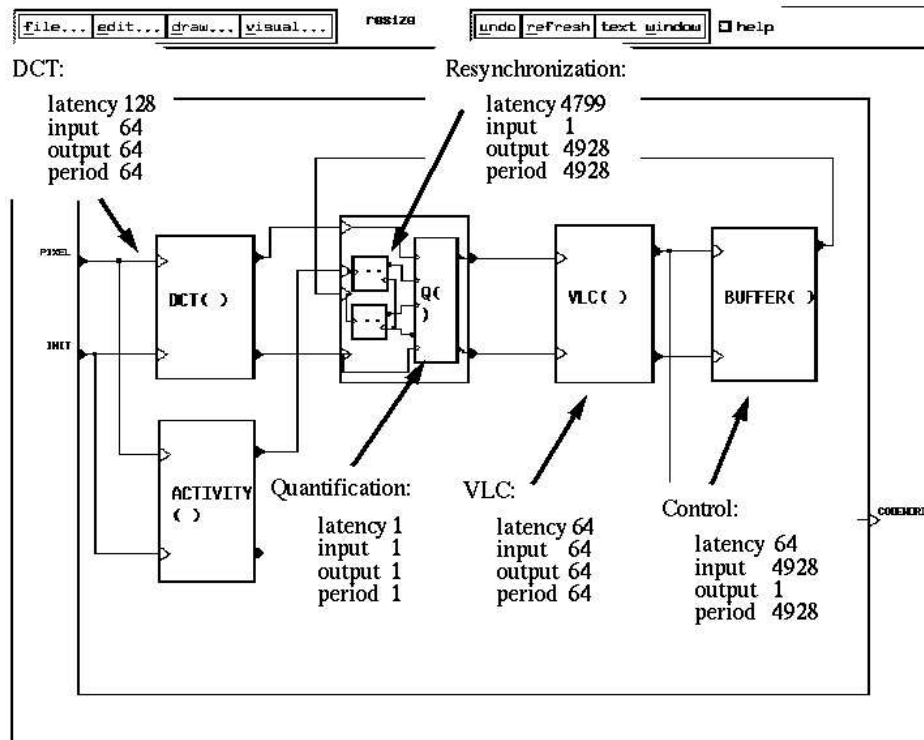 file... edit... draw... visual... resize undo refresh text window help
DCT:
latency 128
input 64
output 64
period 64
Resynchronization:
latency 4799
input 1
output 4928
period 4928
PIXEL
INIT
DCT( )
...
...
Q(
)
VLC( )
BUFFER( )
ACTIVITY
( )
Quantification:
latency 1
input 1
output 1
period 1
VLC:
latency 64
input 64
output 64
period 64
Control:
latency 64
input 4928
output 1
period 4928
CODEWORD